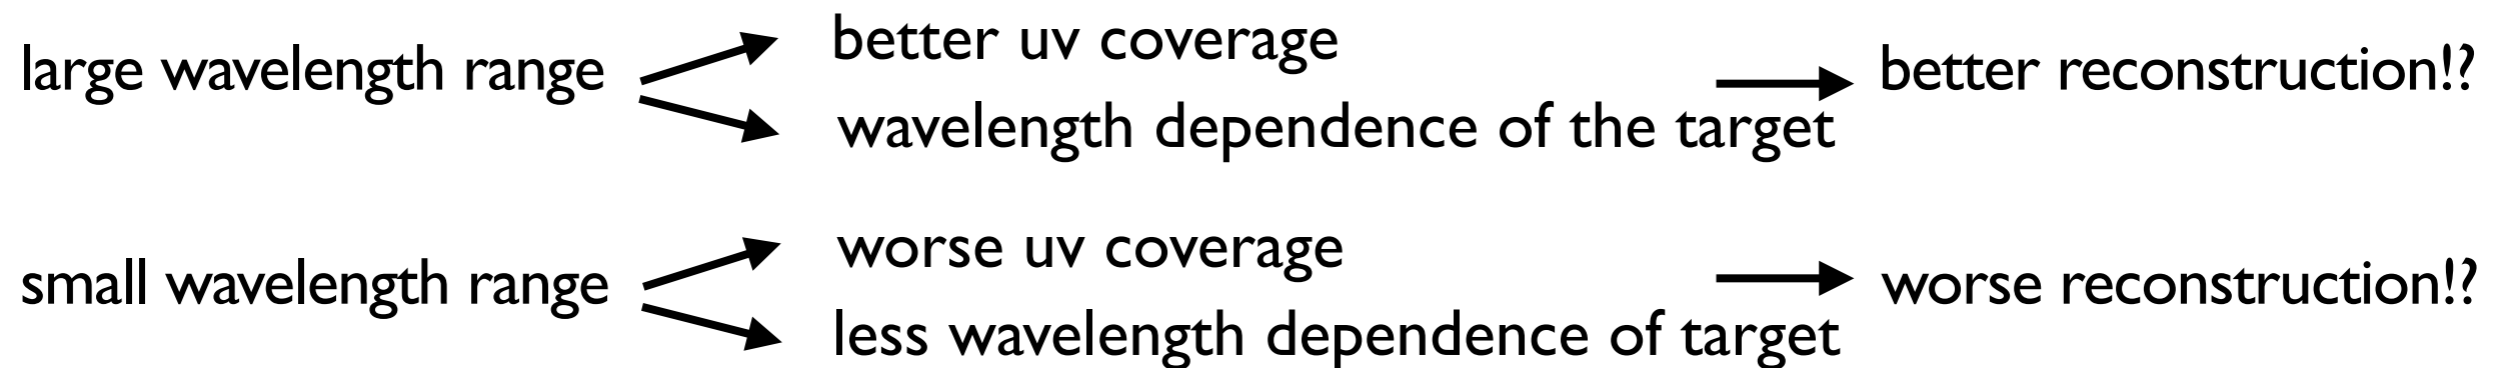 large wavelength range
better uv coverage
wavelength dependence of the target
better reconstruction!?
small wavelength range
worse uv coverage
less wavelength dependence of target
worse reconstruction!?